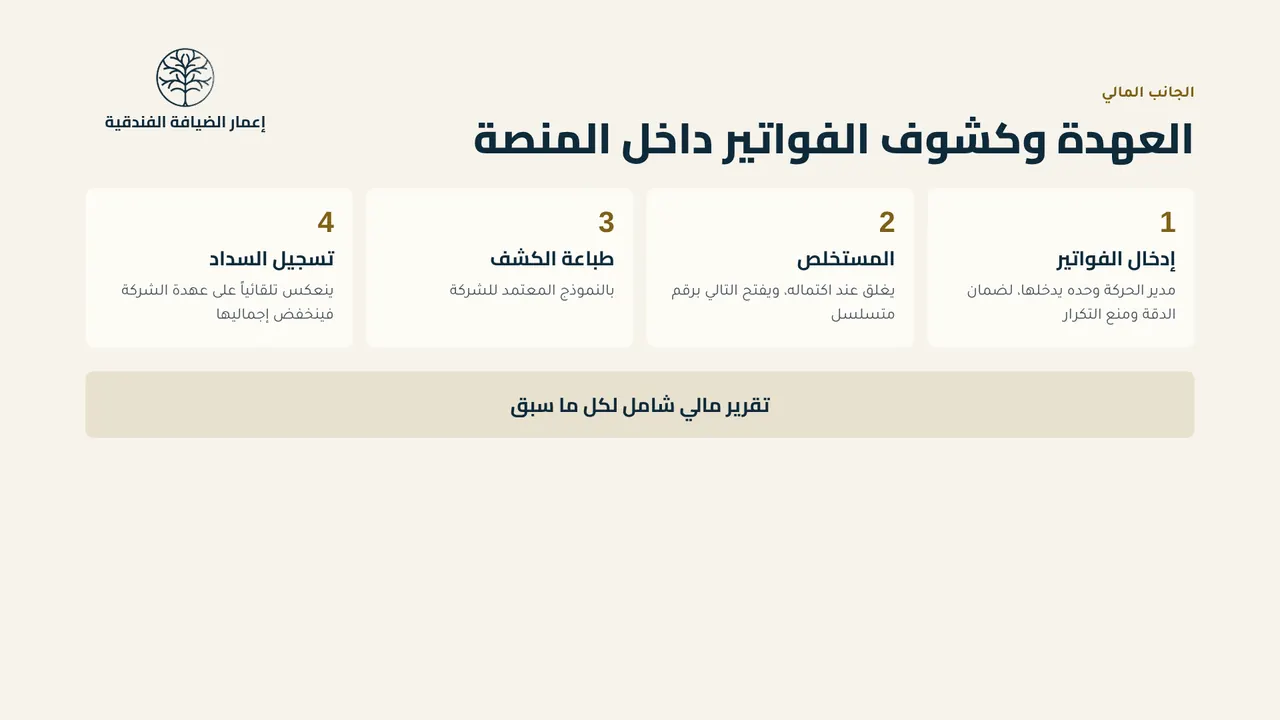 إعمار الضيافة الفندقية
الجانب المالي
العهدة وكشوف الفواتير داخل المنصة
1
إدخال الفواتير
مدير الحركة وحده يدخلها، لضمان
الدقة ومنع التكرار
2
المستخلص
يغلق عند اكتماله، ويفتح التالي برقم
متسلسل
3
طباعة الكشف
بالنموذج المعتمد للشركة
4
تسجيل السداد
ينعكس تلقائياً على عهدة الشركة
فينخفض إجماليها
تقرير مالي شامل لكل ما سبق